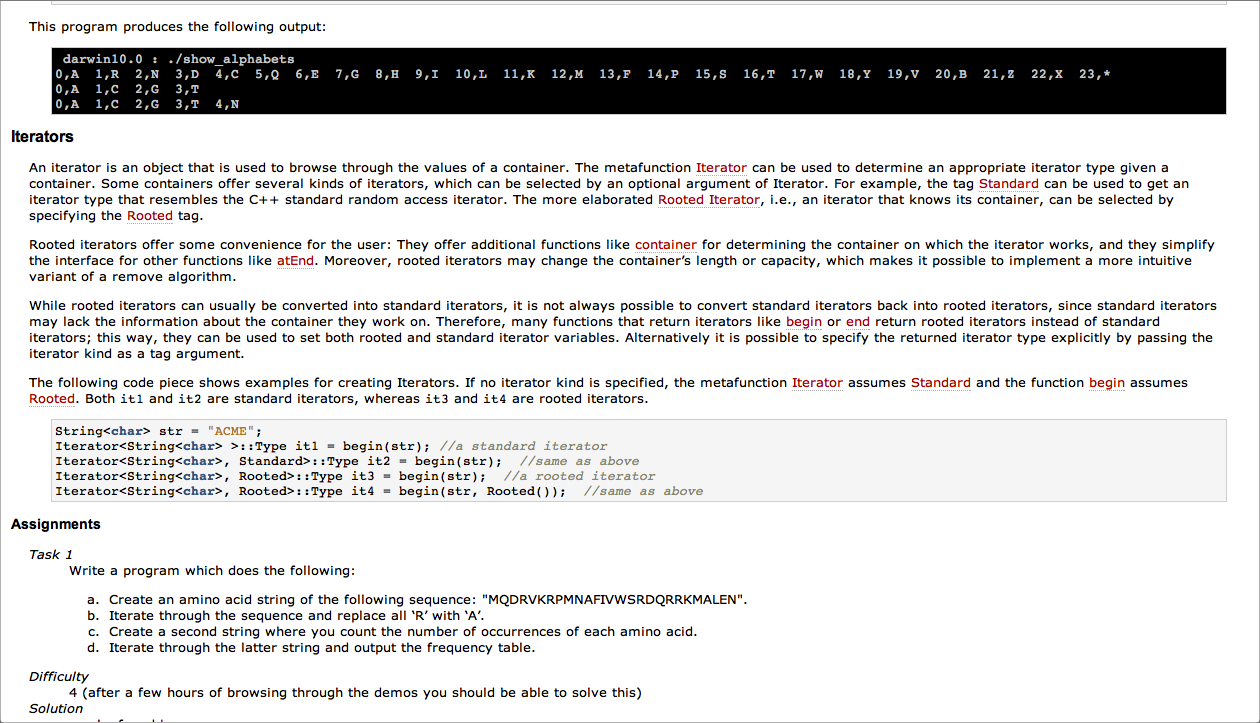 This program produces the following output:
darwin10.0 : ./show_alphabets
0,A 1,R 2,N 3,D 4,C 5,Q 6,E 7,G 8,H 9,I 10,L 11,K 12,M 13,F 14,P 15,S 16,T 17,W 18,Y 19,V 20,B 21,Z 22,X 23,*
0,A 1,C 2,G 3,T
0,A 1,C 2,G 3,T 4,N
Iterators
An iterator is an object that is used to browse through the values of a container. The metafunction Iterator can be used to determine an appropriate iterator type given a
container. Some containers offer several kinds of iterators, which can be selected by an optional argument of Iterator. For example, the tag Standard can be used to get an
iterator type that resembles the C++ standard random access iterator. The more elaborated Rooted Iterator, i.e., an iterator that knows its container, can be selected by
specifying the Rooted tag.
Rooted iterators offer some convenience for the user: They offer additional functions like container for determining the container on which the iterator works, and they simplify
the interface for other functions like atEnd. Moreover, rooted iterators may change the container’s length or capacity, which makes it possible to implement a more intuitive
variant of a remove algorithm.
While rooted iterators can usually be converted into standard iterators, it is not always possible to convert standard iterators back into rooted iterators, since standard iterators
may lack the information about the container they work on. Therefore, many functions that return iterators like begin or end return rooted iterators instead of standard
iterators; this way, they can be used to set both rooted and standard iterator variables. Alternatively it is possible to specify the returned iterator type explicitly by passing the
iterator kind as a tag argument.
The following code piece shows examples for creating Iterators. If no iterator kind is specified, the metafunction Iterator assumes Standard and the function begin assumes
Rooted. Both it1 and it2 are standard iterators, whereas it3 and it4 are rooted iterators.
String<char> str = "ACME";
Iterator<String<char> >::Type it1 = begin(str); //a standard iterator
Iterator<String<char>, Standard>::Type it2 = begin(str); //same as above
Iterator<String<char>, Rooted>::Type it3 = begin(str); //a rooted iterator
Iterator<String<char>, Rooted>::Type it4 = begin(str, Rooted()); //same as above
Assignments
Task 1
Write a program which does the following:
a. Create an amino acid string of the following sequence: "MQDRVKRPMNAFIVWSRDQRRKMALEN".
b. Iterate through the sequence and replace all ‘R’ with ‘A’.
c. Create a second string where you count the number of occurrences of each amino acid.
d. Iterate through the latter string and output the frequency table.
Difficulty
4 (after a few hours of browsing through the demos you should be able to solve this)
Solution